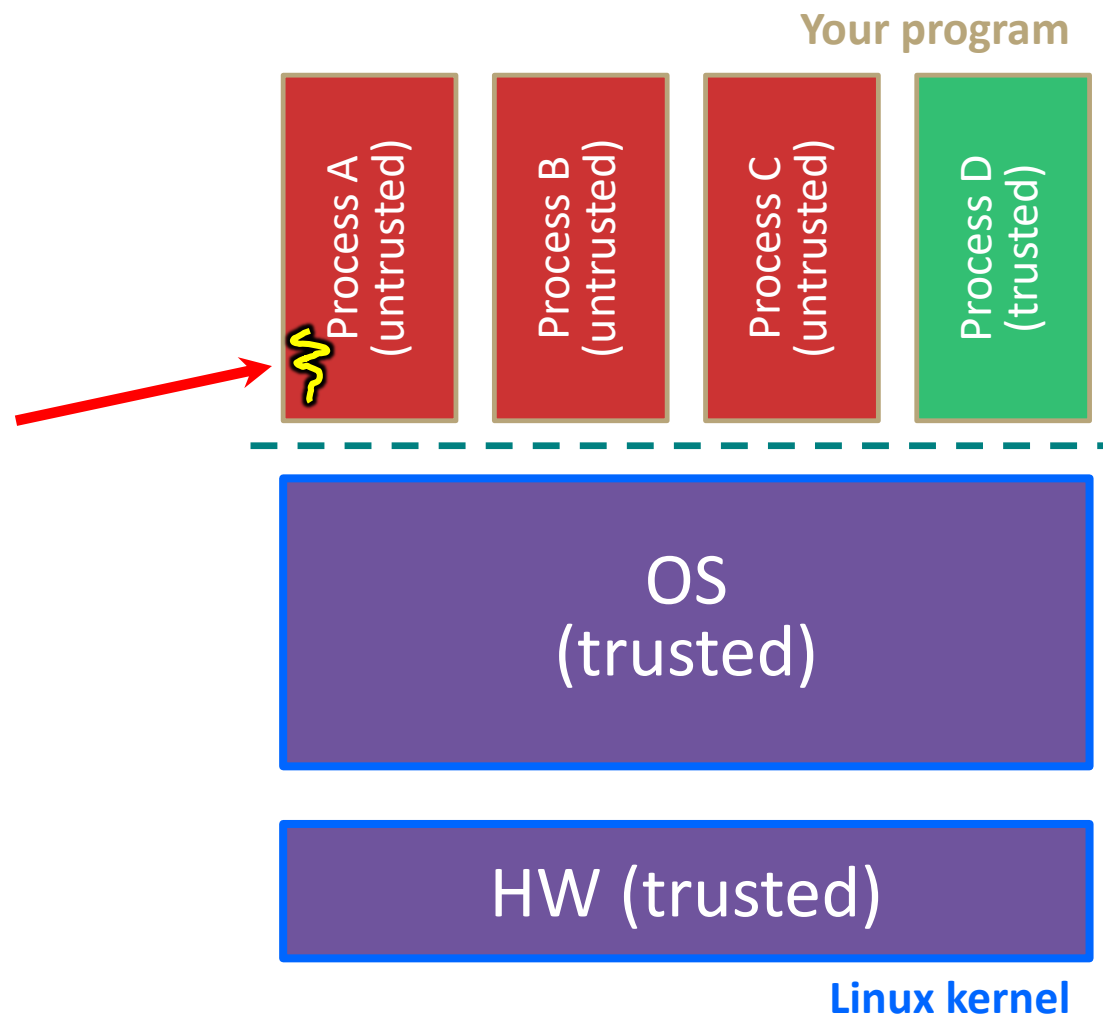 Your program
Process A
(untrusted)
Process B
(untrusted)
Process C
(untrusted)
Process D
(trusted)
OS
(trusted)
HW (trusted)
Linux kernel